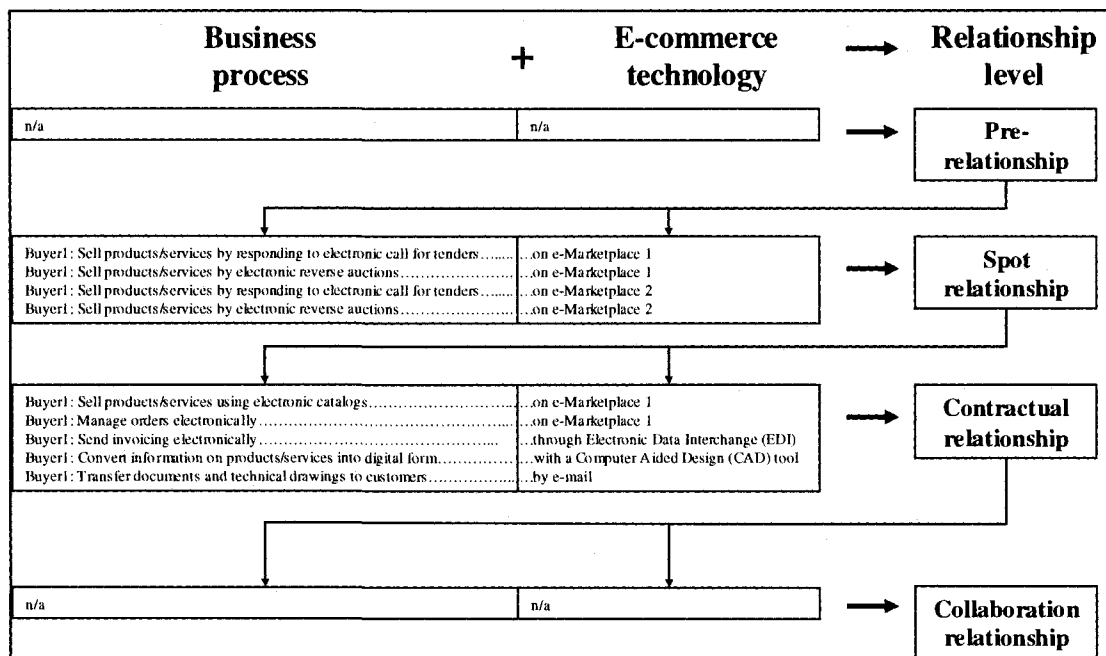 Business process + E-commerce technology Relationship level
n/a n/a
Pre-relationship
Buyer1: Sell products/services by responding to electronic call for tenders…….. …on e-Marketplace 1
Buyer1: Sell products/services by electronic reverse auctions………………….. …on e-Marketplace 1
Buyer1: Sell products/services by responding to electronic call for tenders…….. …on e-Marketplace 2
Buyer1: Sell products/services by electronic reverse auctions………………….. …on e-Marketplace 2
Spot relationship
Buyer1: Sell products/services using electronic catalogs……………………….. …on e-Marketplace 1
Buyer1: Manage orders electronically…………………………………………… …on e-Marketplace 1
Buyer1: Send invoicing electronically………………………………………. …through Electronic Data Interchange (EDI)
Buyer1: Convert information on products/services into digital form…………….. …with a Computer Aided Design (CAD) tool
Buyer1: Transfer documents and technical drawings to customers…………….... …by e-mail
Contractual relationship
n/a n/a
Collaboration relationship